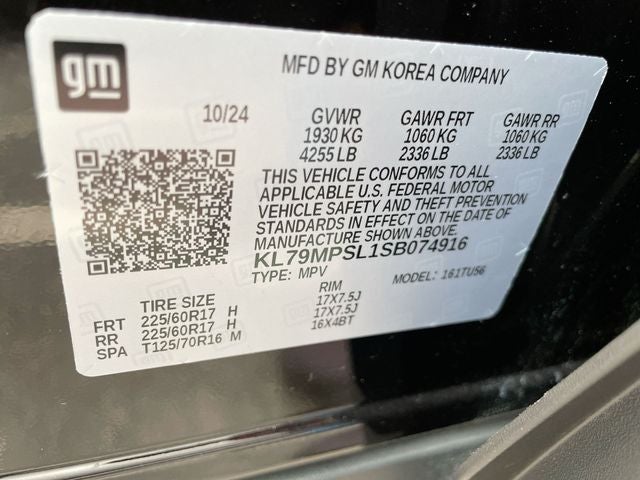 gm
MFD BY GM KOREA COMPANY
10/24 GVWR GAWR FRT GAWR RR
1930 KG 1060 KG 1060 KG
4255 LB 2336 LB 2336 LB
THIS VEHICLE CONFORMS TO ALL
APPLICABLE U.S. FEDERAL MOTOR
VEHICLE SAFETY AND THEFT PREVENTION
STANDARDS IN EFFECT ON THE DATE OF
MANUFACTURE SHOWN ABOVE.
KL79MPSL1SB074916
TYPE: MPV MODEL: 161TU56
TIRE SIZE RIM
FRT 225/60R17 H 17X7.5J
RR 225/60R17 H 17X7.5J
SPA T125/70R16 M 16X4BT